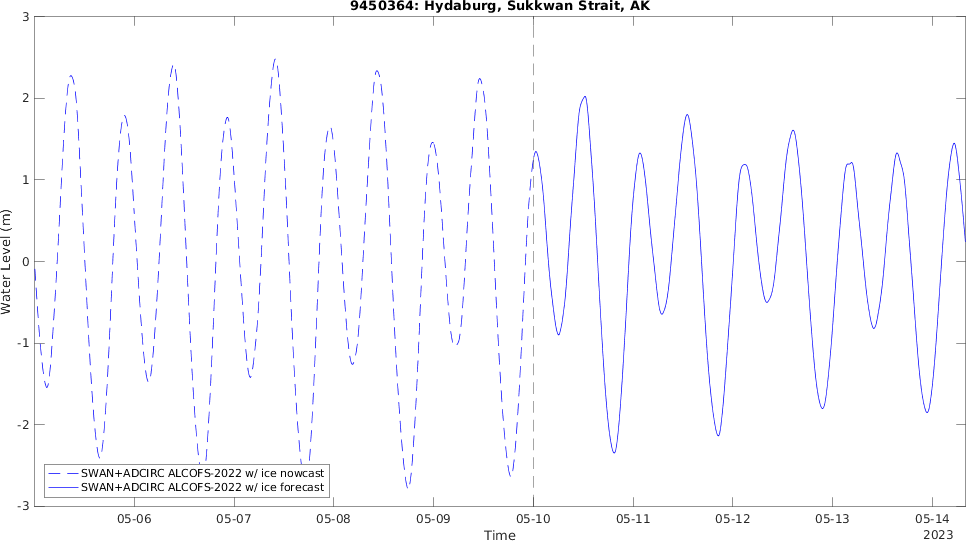 9450364: Hydaburg, Sukkwan Strait, AK
3
2
1
0
-1
-2
-3
Water Level (m)
SWAN+ADCIRC ALCOFS-2022 w/ ice nowcast
SWAN+ADCIRC ALCOFS-2022 w/ ice forecast
05-06 05-07 05-08 05-09 05-10 05-11 05-12 05-13 05-14
2023
Time